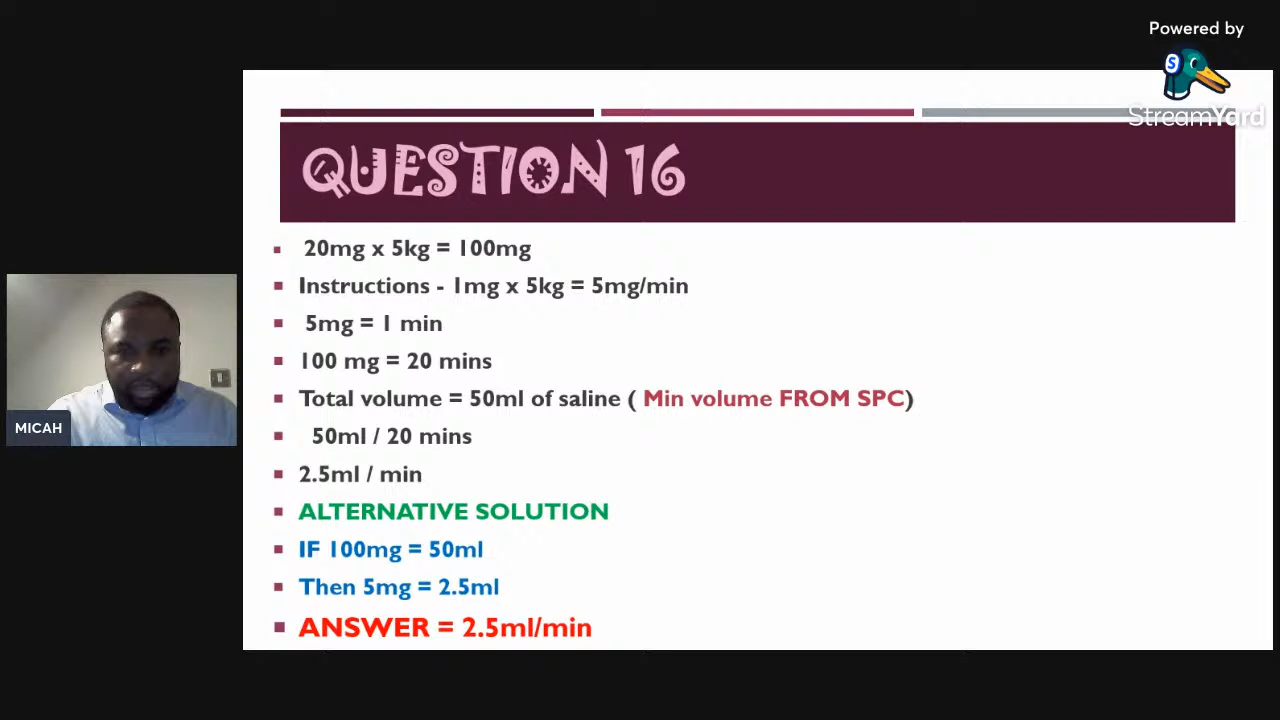 Powered by
StreamYard
QUESTION 16
20mg x 5kg = 100mg
Instructions - 1mg x 5kg = 5mg/min
5mg = 1 min
100 mg = 20 mins
Total volume = 50ml of saline ( Min volume FROM SPC)
50ml / 20 mins
2.5ml / min
ALTERNATIVE SOLUTION
IF 100mg = 50ml
Then 5mg = 2.5ml
ANSWER = 2.5ml/min
MICAH